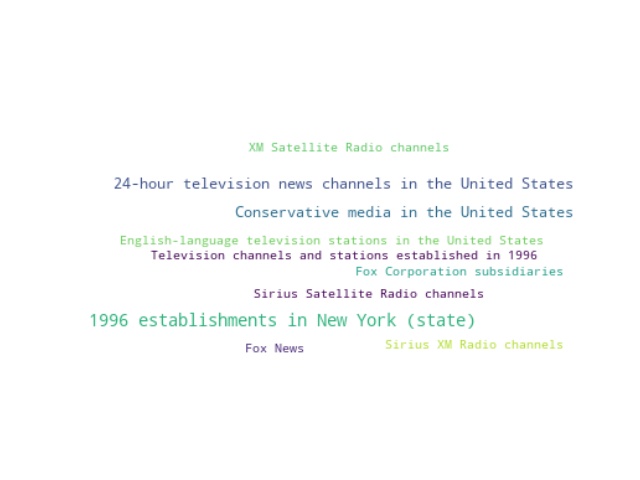 XM Satellite Radio channels
24-hour television news channels in the United States
Conservative media in the United States
English-language television stations in the United States
Television channels and stations established in 1996
Fox Corporation subsidiaries
Sirius Satellite Radio channels
1996 establishments in New York (state)
Sirius XM Radio channels
Fox News